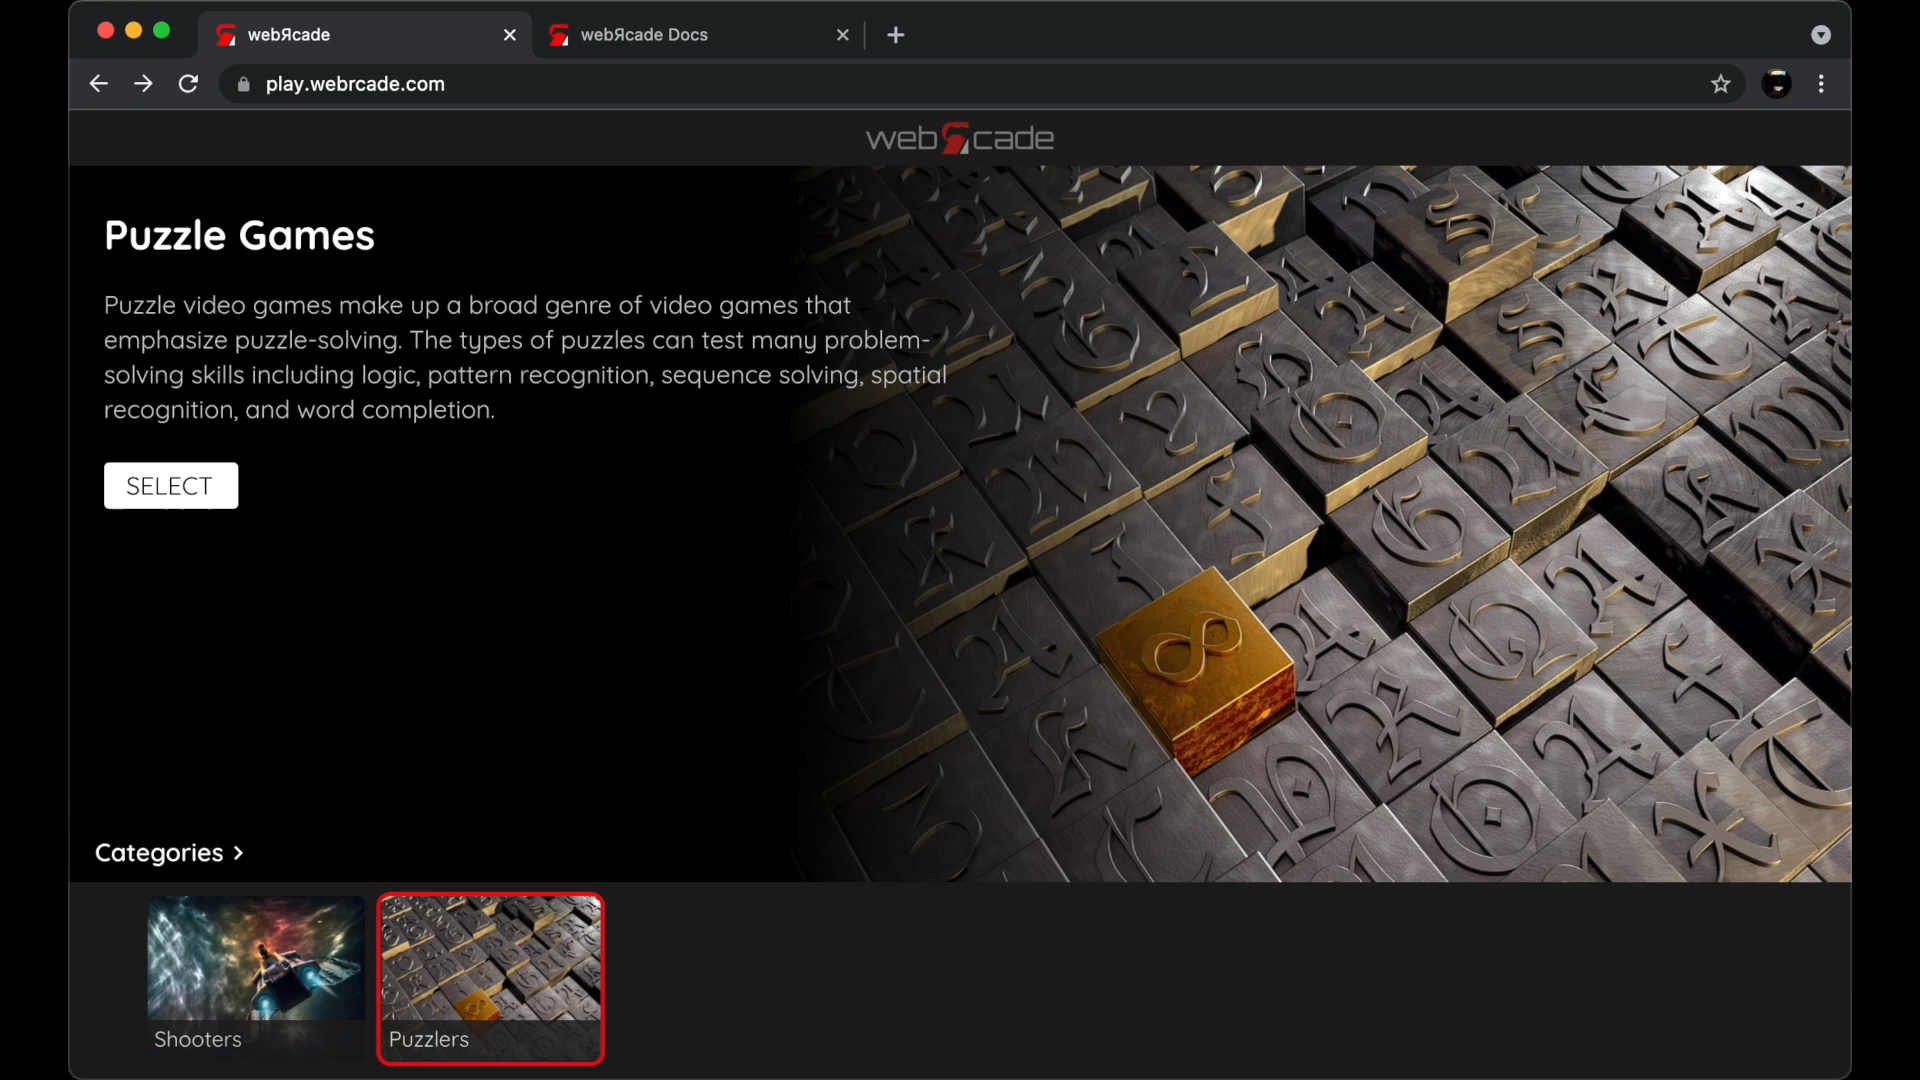 webЯcade
webЯcade Docs
play.webrcade.com
webЯcade
Puzzle Games
Puzzle video games make up a broad genre of video games that
emphasize puzzle-solving. The types of puzzles can test many problem-
solving skills including logic, pattern recognition, sequence solving, spatial
recognition, and word completion.
SELECT
Categories >
Shooters
Puzzlers